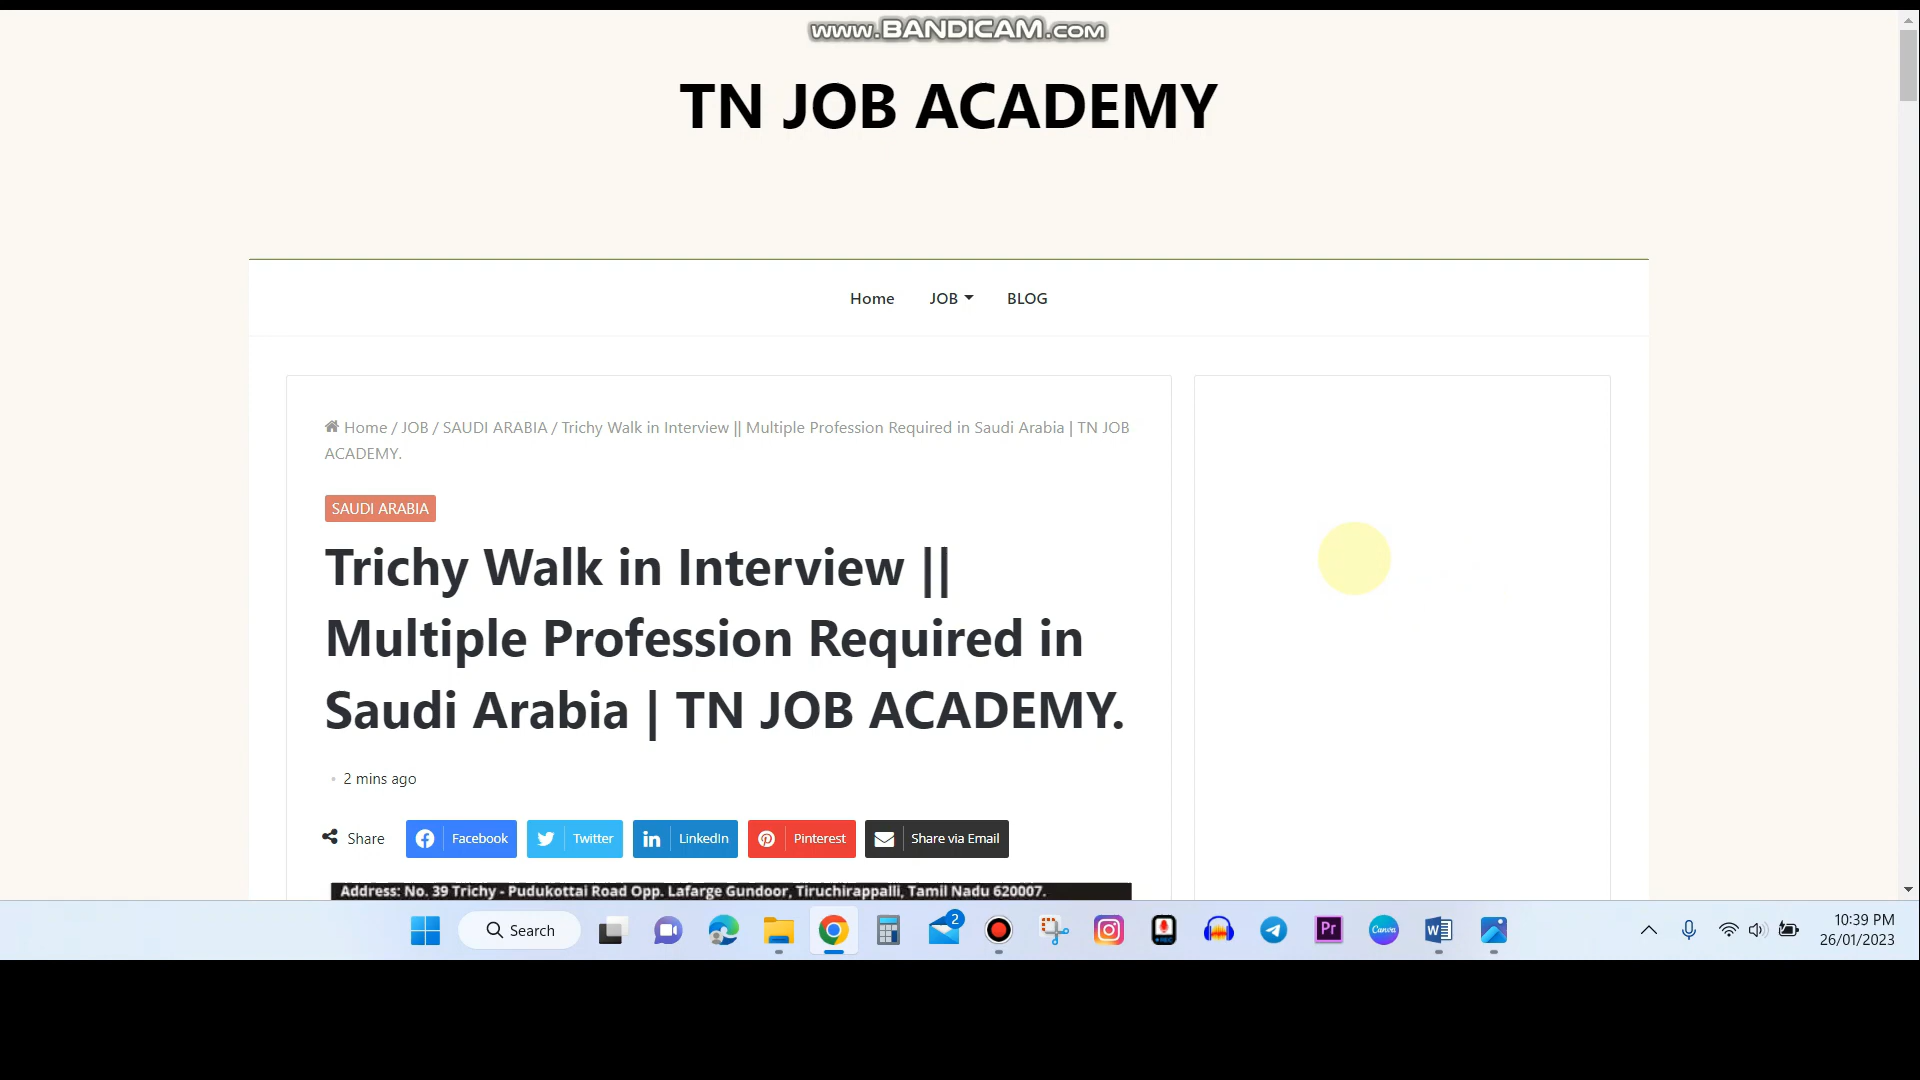 www.BANDICAM.com
TN JOB ACADEMY
Home
JOB
BLOG
Home / JOB / SAUDI ARABIA / Trichy Walk in Interview || Multiple Profession Required in Saudi Arabia | TN JOB
ACADEMY.
SAUDI ARABIA
Trichy Walk in Interview ||
Multiple Profession Required in
Saudi Arabia | TN JOB ACADEMY.
2 mins ago
Share
Facebook
Twitter
LinkedIn
Pinterest
Share via Email
Address: No. 39 Trichy - Pudukottai Road Opp. Lafarge Gundoor, Tiruchirappalli, Tamil Nadu 620007.
Search
2
REC
Pr
Canva
W
10:39 PM
26/01/2023